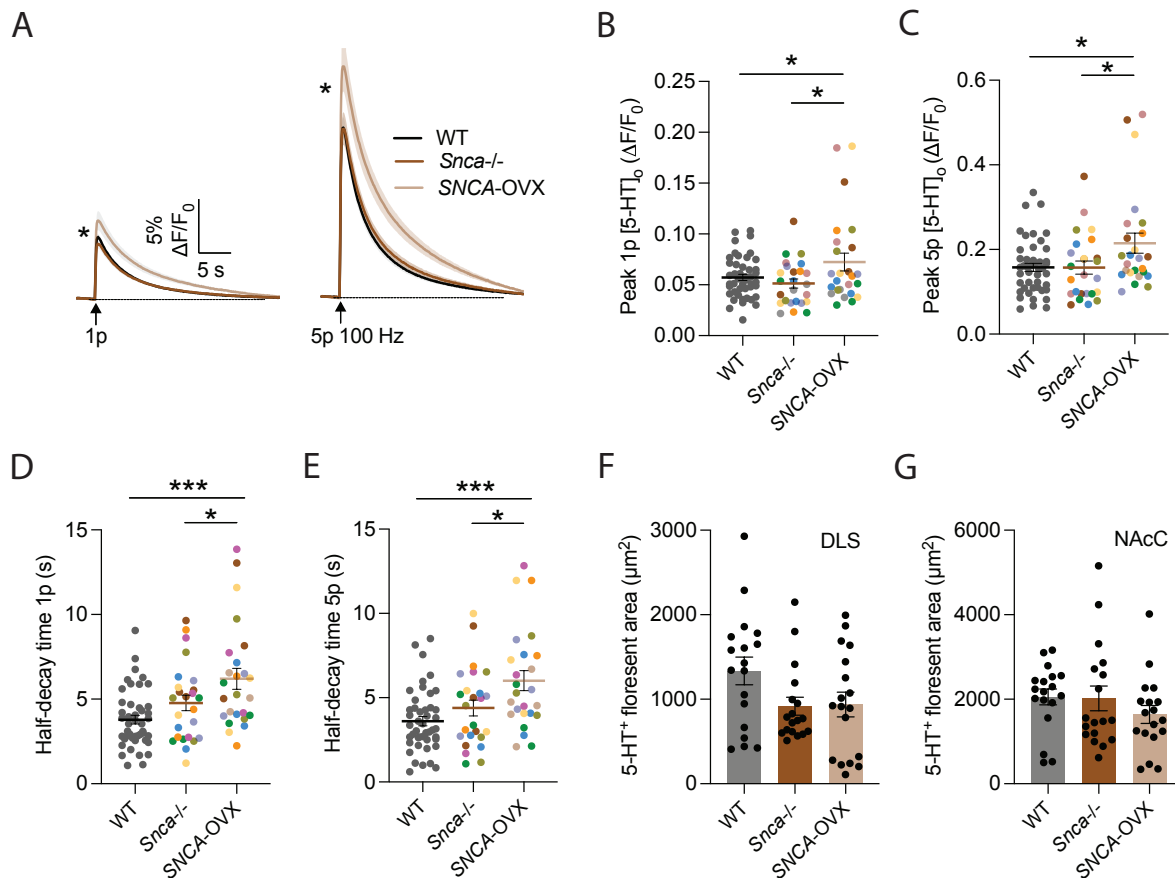 A
*
5%
ΔF/F0
5 s
1p
*
5p 100 Hz
WT
Snca-/-
SNCA-OVX
B
*
*
Peak 1p [5-HT]o (ΔF/F0)
0.25
0.20
0.15
0.10
0.05
0.00
WT
Snca-/-
SNCA-OVX
C
*
*
Peak 5p [5-HT]o (ΔF/F0)
0.6
0.4
0.2
0.0
WT
Snca-/-
SNCA-OVX
D
***
*
Half-decay time 1p (s)
15
10
5
0
WT
Snca-/-
SNCA-OVX
E
***
*
Half-decay time 5p (s)
15
10
5
0
WT
Snca-/-
SNCA-OVX
F
DLS
5-HT+ floresent area (μm²)
3000
2000
1000
0
WT
Snca-/-
SNCA-OVX
G
NAcC
5-HT+ floresent area (μm²)
6000
4000
2000
0
WT
Snca-/-
SNCA-OVX